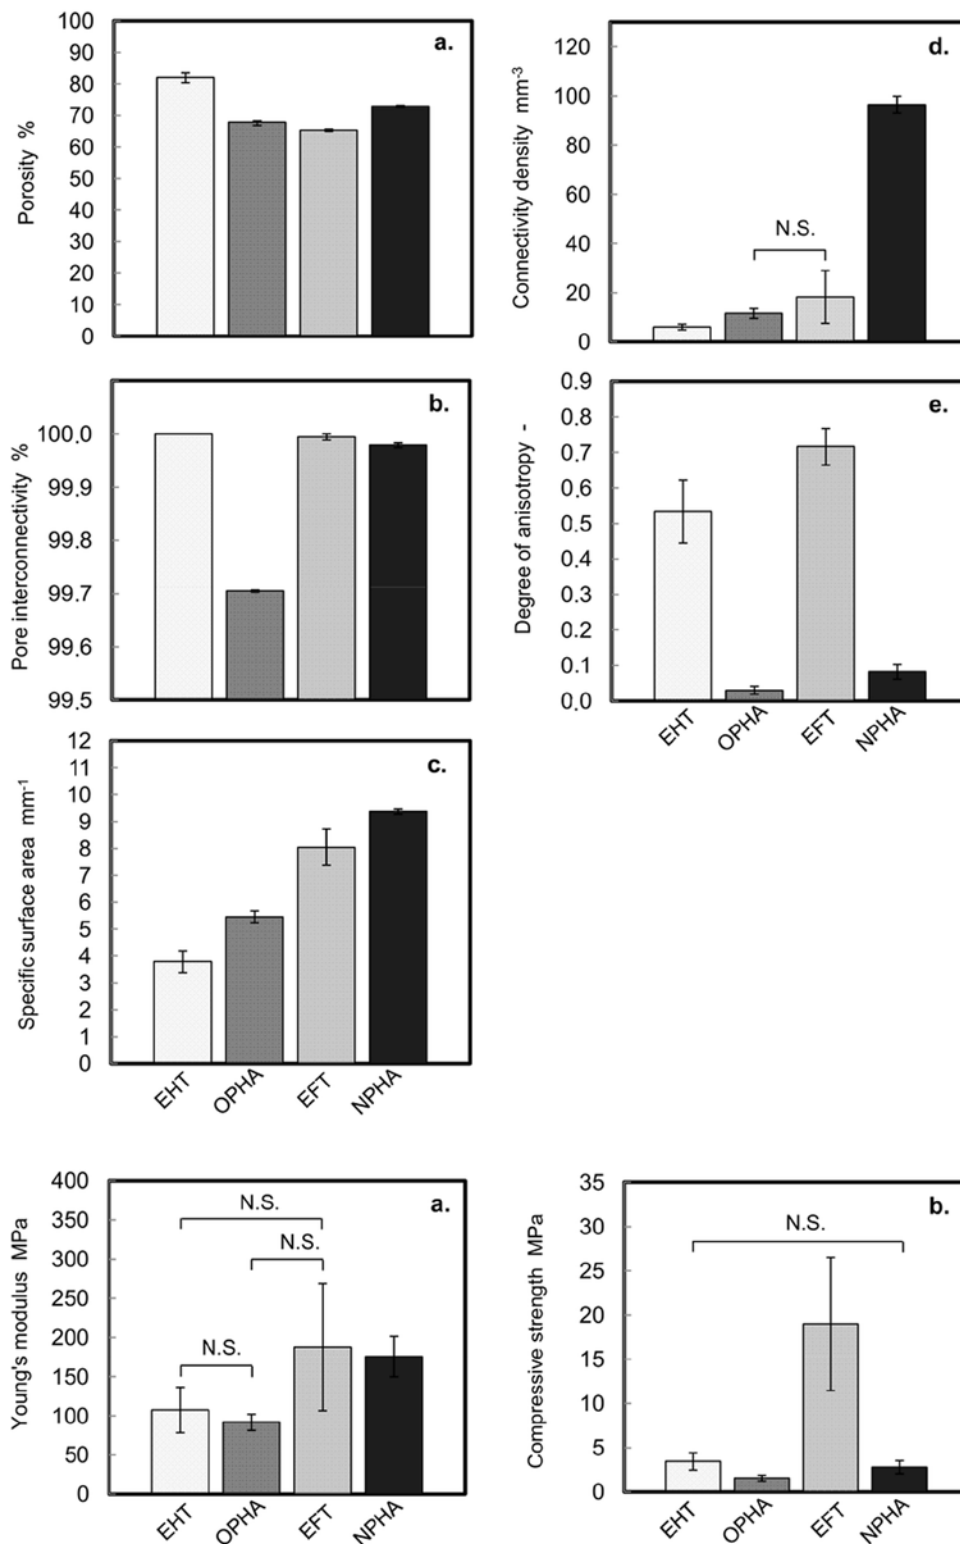 a.
Porosity %
100
90
80
70
60
50
40
30
20
10
0
d.
Connectivity density mm-3
120
100
80
60
40
20
0
N.S.
b.
Pore interconnectivity %
100.0
99.9
99.8
99.7
99.6
99.5
e.
Degree of anisotropy -
0.9
0.8
0.7
0.6
0.5
0.4
0.3
0.2
0.1
0.0
EHT
OPHA
EFT
NPHA
c.
Specific surface area mm-1
12
11
10
9
8
7
6
5
4
3
2
1
0
EHT
OPHA
EFT
NPHA
a.
Young's modulus MPa
400
350
300
250
200
150
100
50
0
N.S.
N.S.
N.S.
EHT
OPHA
EFT
NPHA
b.
Compressive strength MPa
35
30
25
20
15
10
5
0
N.S.
EHT
OPHA
EFT
NPHA